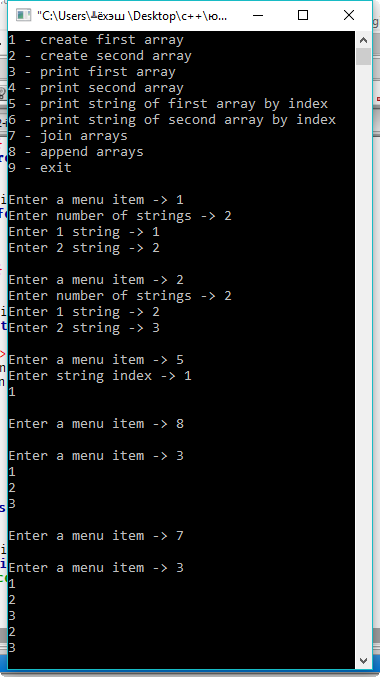 "C:\Users\╩ёхэш \Desktop\c++\ю...
1 - create first array
2 - create second array
3 - print first array
4 - print second array
5 - print string of first array by index
6 - print string of second array by index
7 - join arrays
8 - append arrays
9 - exit
Enter a menu item -> 1
Enter number of strings -> 2
Enter 1 string -> 1
Enter 2 string -> 2
Enter a menu item -> 2
Enter number of strings -> 2
Enter 1 string -> 2
Enter 2 string -> 3
Enter a menu item -> 5
Enter string index -> 1
1
Enter a menu item -> 8
Enter a menu item -> 3
1
2
3
Enter a menu item -> 7
Enter a menu item -> 3
1
2
3
2
3